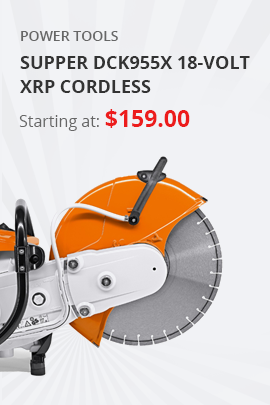 POWER TOOLS
SUPPER DCK955X 18-VOLT
XRP CORDLESS
Starting at: $159.00